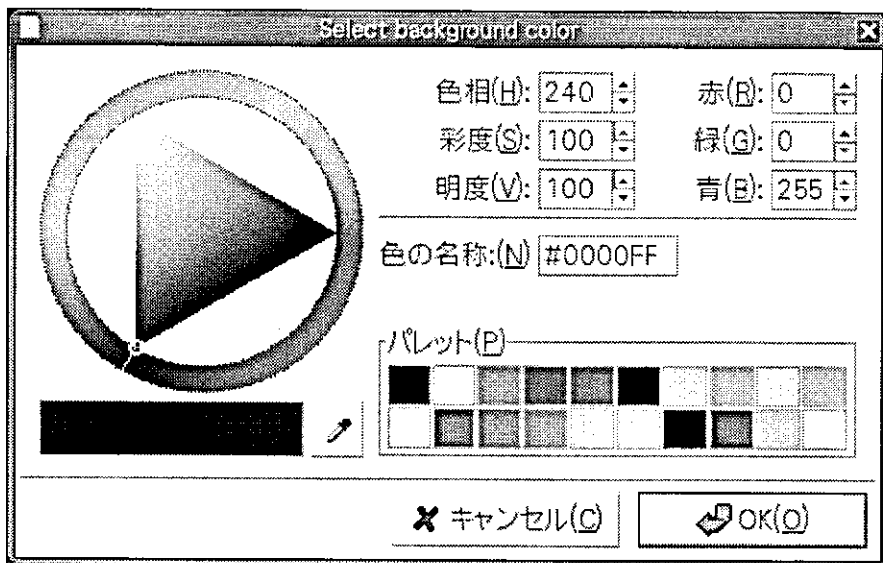 Select background color
色相(H): 240 赤(R): 0
彩度(S): 100 緑(G): 0
明度(V): 100 青(B): 255
色の名称:(N) #0000FF
パレット(P)
キャンセル(C) OK(O)